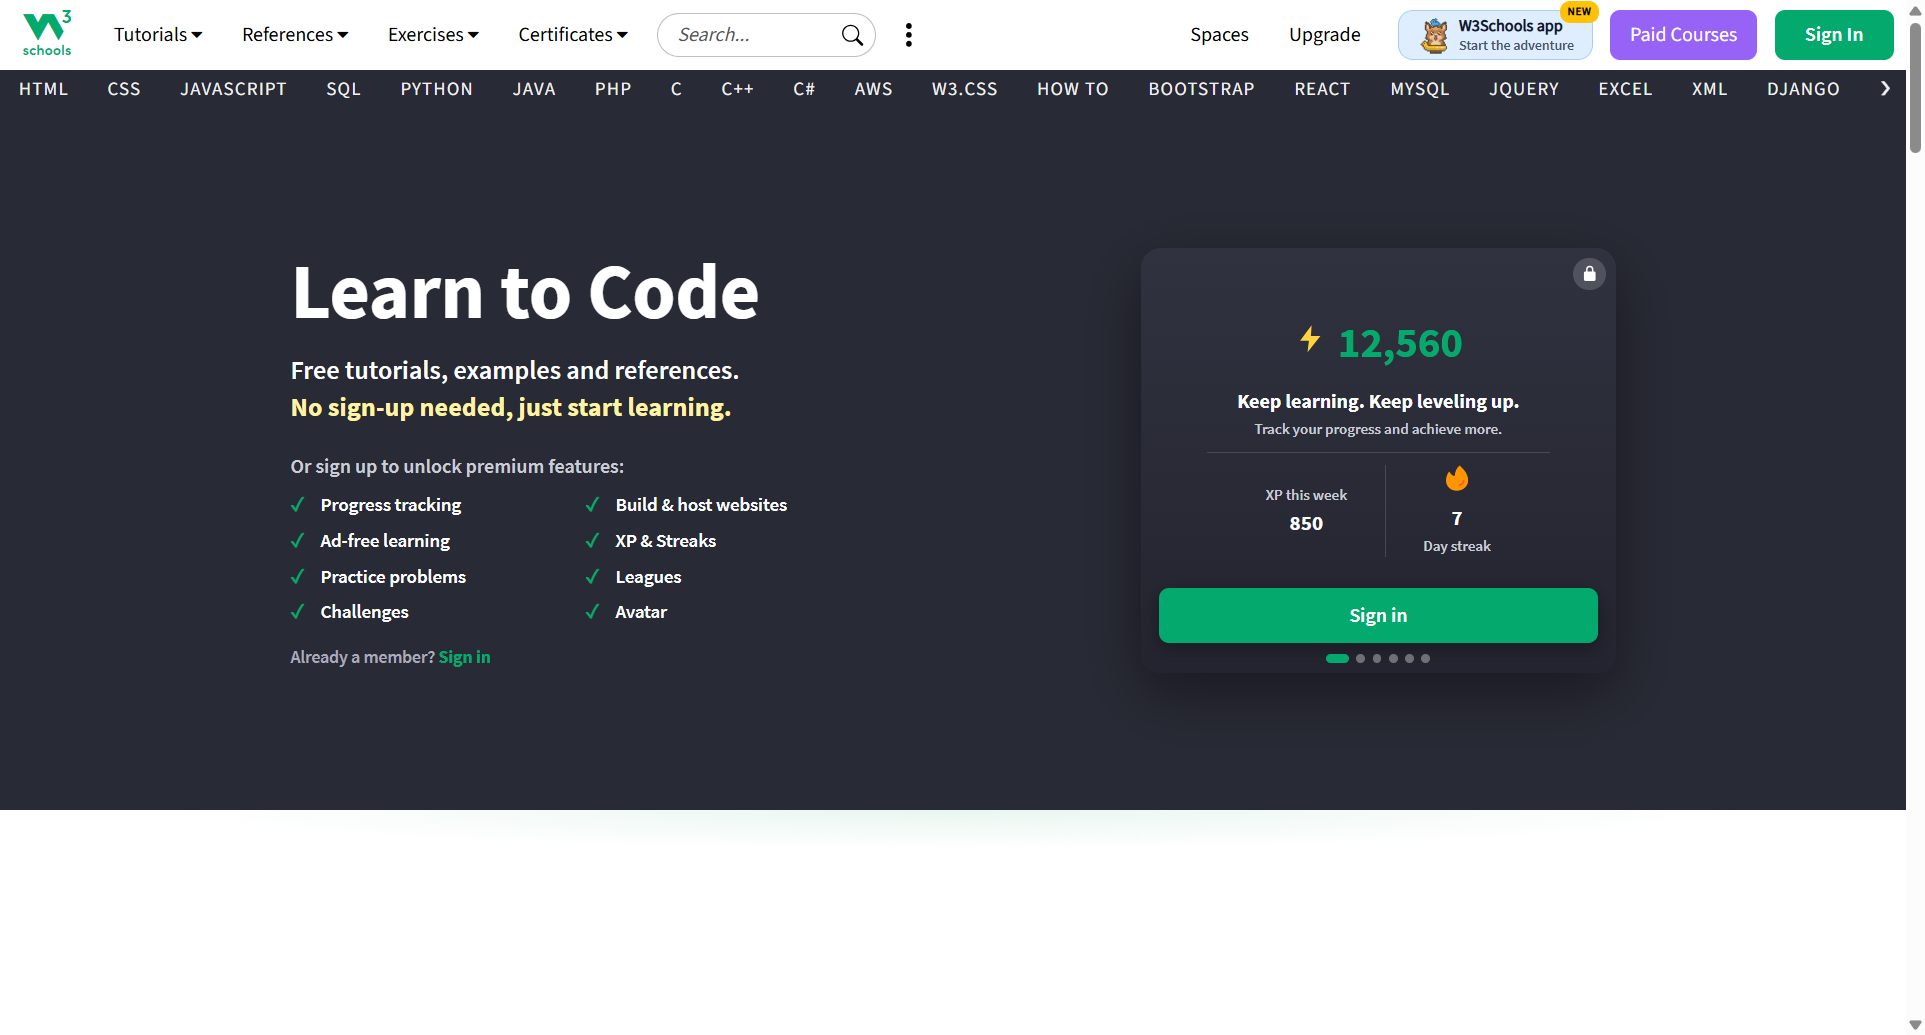 W3
schools
Tutorials
References
Exercises
Certificates
Search...
Spaces
Upgrade
W3Schools app
Start the adventure
NEW
Paid Courses
Sign In
HTML CSS JAVASCRIPT SQL PYTHON JAVA PHP C C++ C# AWS W3.CSS HOW TO BOOTSTRAP REACT MYSQL JQUERY EXCEL XML DJANGO
Learn to Code
Free tutorials, examples and references.
No sign-up needed, just start learning.
Or sign up to unlock premium features:
Progress tracking
Build & host websites
Ad-free learning
XP & Streaks
Practice problems
Leagues
Challenges
Avatar
Already a member? Sign in
12,560
Keep learning. Keep leveling up.
Track your progress and achieve more.
XP this week
850
7
Day streak
Sign in